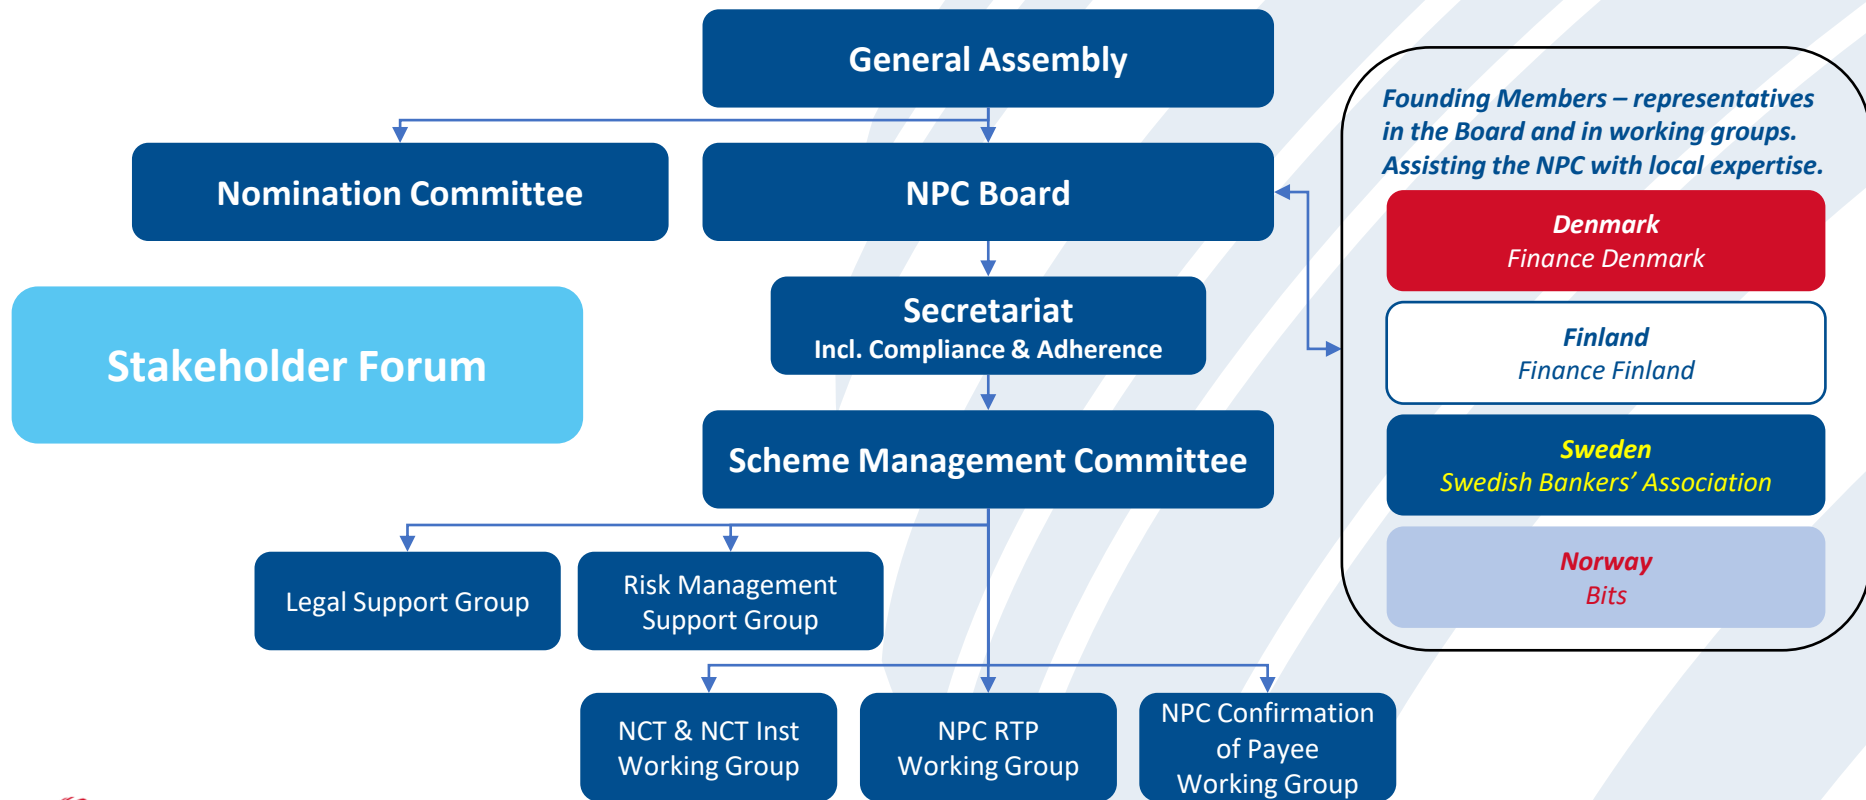 General Assembly
Founding Members – representatives
in the Board and in working groups.
Assisting the NPC with local expertise.
Nomination Committee
NPC Board
Denmark
Finance Denmark
Secretariat
Incl. Compliance & Adherence
Stakeholder Forum
Finland
Finance Finland
Scheme Management Committee
Sweden
Swedish Bankers’ Association
Norway
Bits
Legal Support Group
Risk Management
Support Group
NCT & NCT Inst
Working Group
NPC RTP
Working Group
NPC Confirmation
of Payee
Working Group